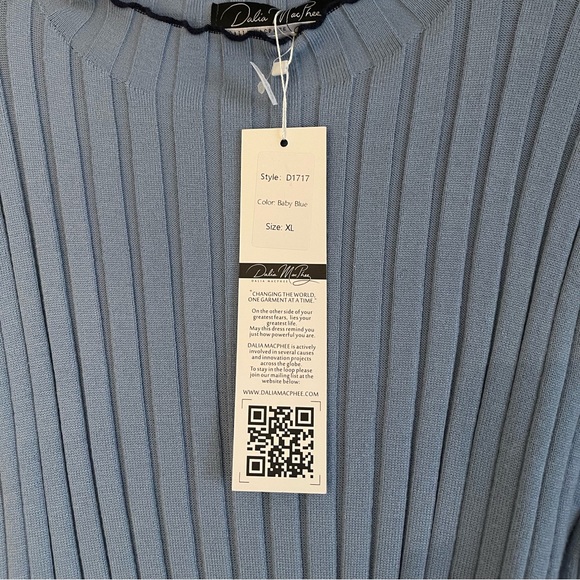 Dalia MacPhee
Style: D1717
Color: Baby Blue
Size: XL
Dalia MacPhee
DALIA MACPHEE
"CHANGING THE WORLD,
ONE GARMENT AT A TIME."
On the other side of your
greatest fears, lies your
greatest life.
May this dress remind you
just how powerful you are.
DALIA MACPHEE is actively
involved in several causes
and innovation projects
across the globe.
To stay in the loop please
join our mailing list at the
website below:
WWW.DALIAMACPHEE.COM